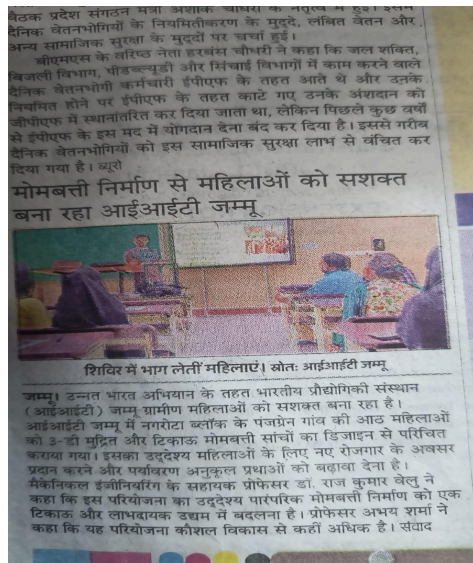 बैठक प्रदेश संगठन मंत्री अशोक चौधरी के नेतृत्व में हुई। इसमें
दैनिक वेतनभोगियों के नियमितीकरण के मुद्दे, लंबित वेतन और
अन्य सामाजिक सुरक्षा के मुद्दों पर चर्चा हुई।
बीएमएस के वरिष्ठ नेता हरबंस चौधरी ने कहा कि जल शक्ति,
बिजली विभाग, पीडब्ल्यूडी और सिंचाई विभागों में काम करने वाले
दैनिक वेतनभोगी कर्मचारी ईपीएफ के तहत आते थे और उनके
नियमित होने पर ईपीएफ के तहत काटे गए उनके अंशदान को
जीपीएफ में स्थानांतरित कर दिया जाता था, लेकिन पिछले कुछ वर्षों
से ईपीएफ के इस मद में योगदान देना बंद कर दिया है। इससे गरीब
दैनिक वेतनभोगियों को इस सामाजिक सुरक्षा लाभ से वंचित कर
दिया गया है। ब्यूरो
मोमबत्ती निर्माण से महिलाओं को सशक्त
बना रहा आईआईटी जम्मू
शिविर में भाग लेतीं महिलाएं। स्रोत: आईआईटी जम्मू
जम्मू। उन्नत भारत अभियान के तहत भारतीय प्रौद्योगिकी संस्थान
(आईआईटी) जम्मू ग्रामीण महिलाओं को सशक्त बना रहा है।
आईआईटी जम्मू में नगरोटा ब्लॉक के पंजग्रेन गांव की आठ महिलाओं
को 3-डी मुद्रित और टिकाऊ मोमबत्ती सांचों का डिजाइन से परिचित
कराया गया। इसका उद्देश्य महिलाओं के लिए नए रोजगार के अवसर
प्रदान करने और पर्यावरण अनुकूल प्रथाओं को बढ़ावा देना है।
मैकेनिकल इंजीनियरिंग के सहायक प्रोफेसर डॉ. राज कुमार वेलु ने
कहा कि इस परियोजना का उद्देश्य पारंपरिक मोमबत्ती निर्माण को एक
टिकाऊ और लाभदायक उद्यम में बदलना है। प्रोफेसर अभय शर्मा ने
कहा कि यह परियोजना कौशल विकास से कहीं अधिक है। संवाद